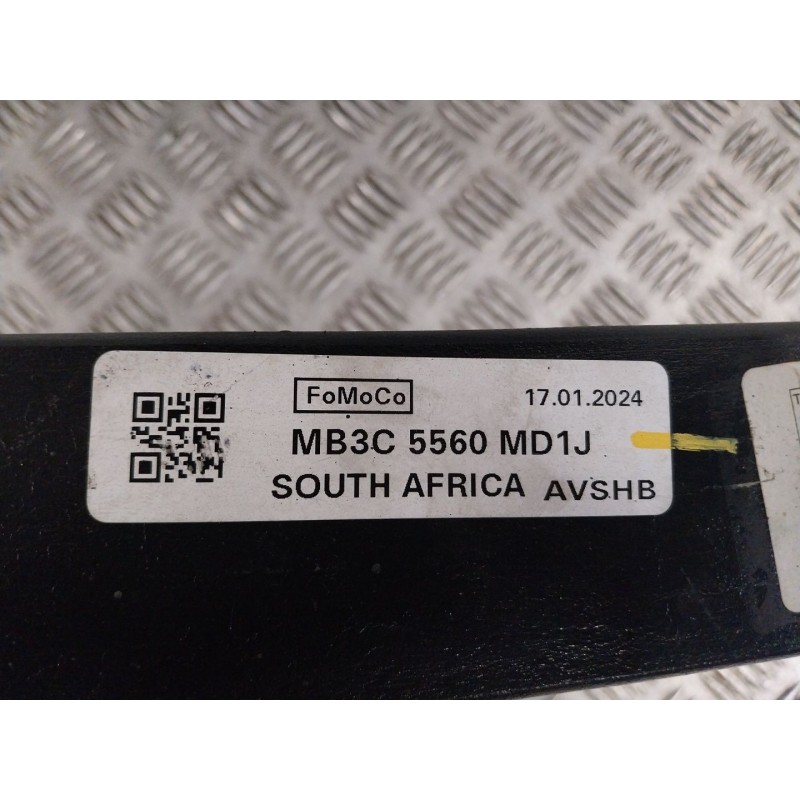 FoMoCo 17.01.2024
MB3C 5560 MD1J
SOUTH AFRICA AVSHB